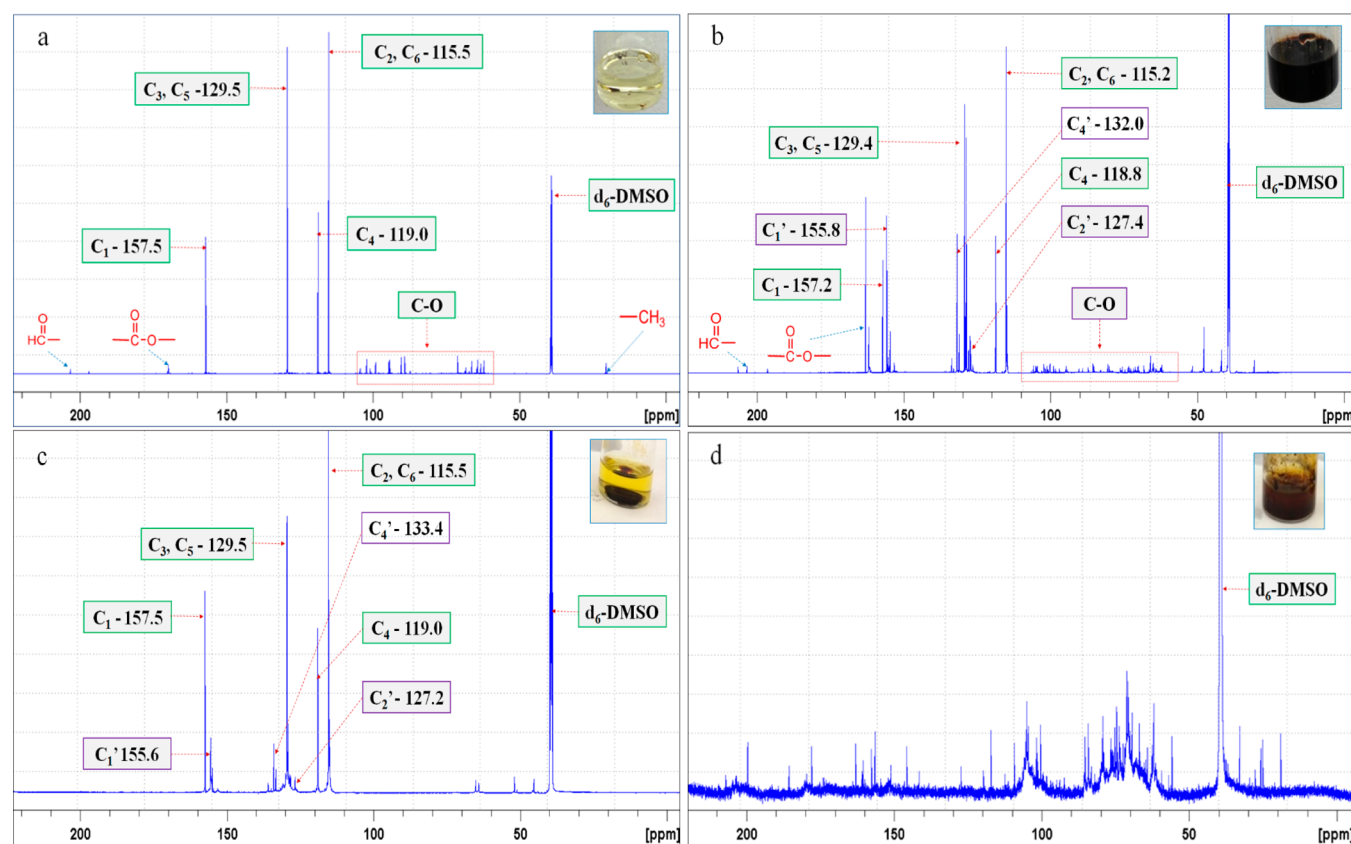 a
C2, C6 - 115.5
C3, C5 -129.5
d6-DMSO
C4 - 119.0
C1 - 157.5
C-O
O
HC
O
C-O
CH3
200
150
100
50
[ppm]
b
C2, C6 - 115.2
C4' - 132.0
C3, C5 - 129.4
C4 - 118.8
d6-DMSO
C1' - 155.8
C2' - 127.4
C1 - 157.2
C-O
O
HC
O
C-O
200
150
100
50
[ppm]
c
C2, C6 - 115.5
C4' - 133.4
C3, C5 - 129.5
C1 - 157.5
d6-DMSO
C4 - 119.0
C2' - 127.2
C1' 155.6
200
150
100
50
[ppm]
d
d6-DMSO
200
150
100
50
[ppm]